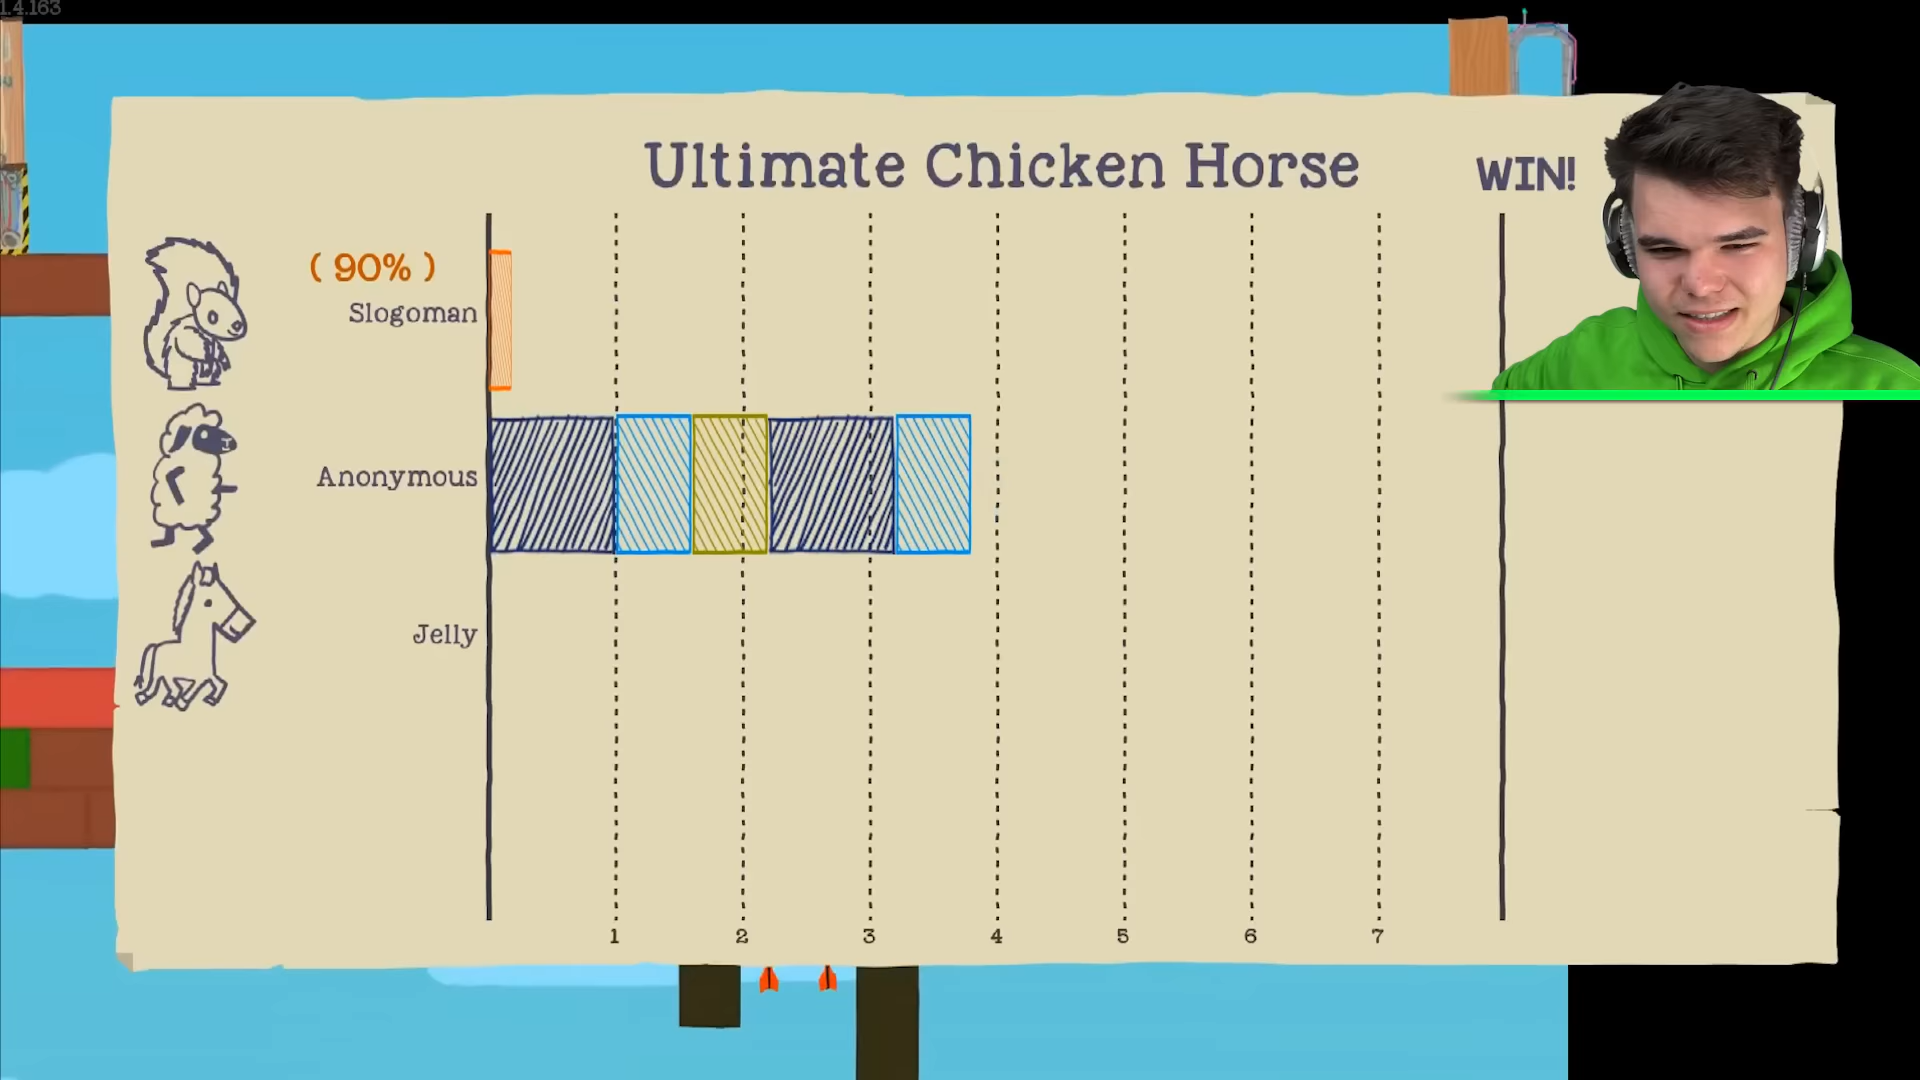 1.4.163
Ultimate Chicken Horse
WIN!
( 90% )
Slogoman
Anonymous
Jelly
1 2 3 4 5 6 7